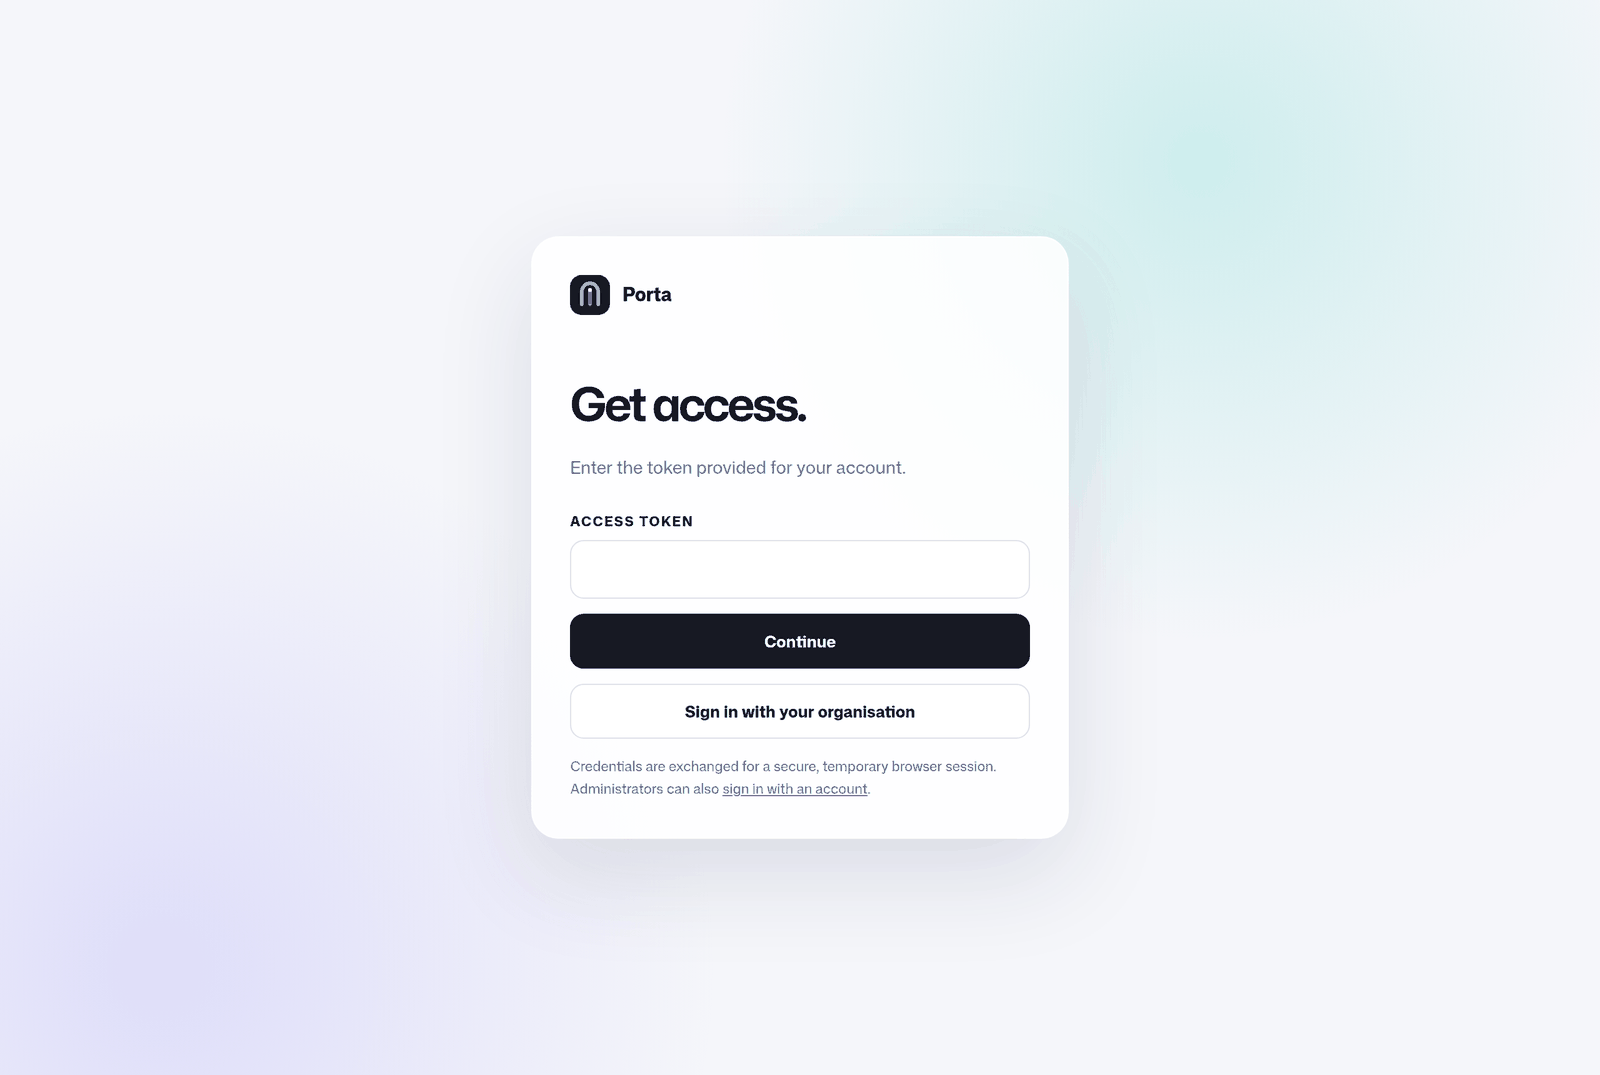 Porta
Get access.
Enter the token provided for your account.
ACCESS TOKEN
Continue
Sign in with your organisation
Credentials are exchanged for a secure, temporary browser session.
Administrators can also sign in with an account.